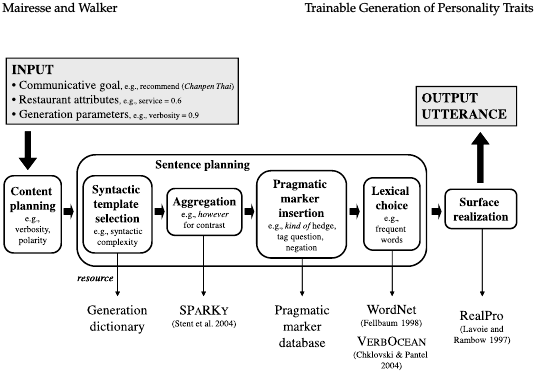 Mairesse and Walker
Trainable Generation of Personality Traits
INPUT
• Communicative goal, e.g., recommend (Chanpen Thai)
• Restaurant attributes, e.g., service = 0.6
• Generation parameters, e.g., verbosity = 0.9
OUTPUT
UTTERANCE
Sentence planning
Content
planning
e.g.,
verbosity,
polarity
Syntactic
template
selection
e.g., syntactic
complexity
Aggregation
e.g., however
for contrast
Pragmatic
marker
insertion
e.g., kind of hedge,
tag question,
negation
Lexical
choice
e.g.,
frequent
words
Surface
realization
resource
Generation
dictionary
SPARKY
(Stent et al. 2004)
Pragmatic
marker
database
WordNet
(Fellbaum 1998)
VERBOCEAN
(Chklovski & Pantel
2004)
RealPro
(Lavoie and
Rambow 1997)